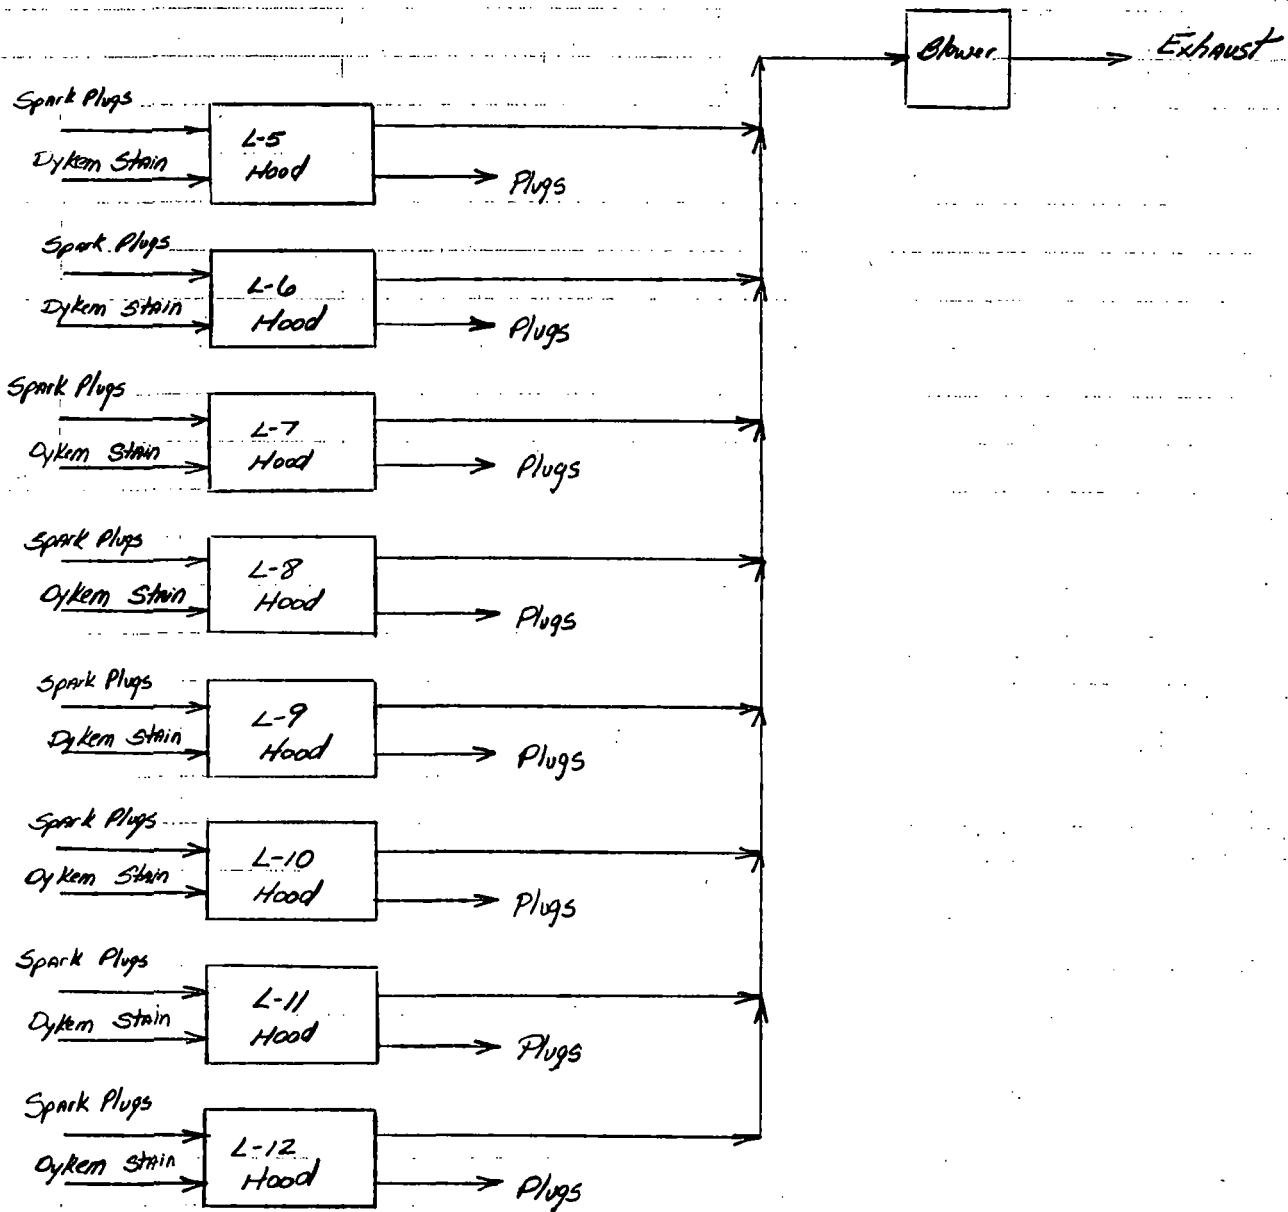 Blower
Exhaust
Spark Plugs
Dykem Stain
L-5
Hood
Plugs
Spark Plugs
Dykem Stain
L-6
Hood
Plugs
Spark Plugs
Dykem Stain
L-7
Hood
Plugs
Spark Plugs
Dykem Stain
L-8
Hood
Plugs
Spark Plugs
Dykem Stain
L-9
Hood
Plugs
Spark Plugs
Dykem Stain
L-10
Hood
Plugs
Spark Plugs
Dykem Stain
L-11
Hood
Plugs
Spark Plugs
Dykem Stain
L-12
Hood
Plugs